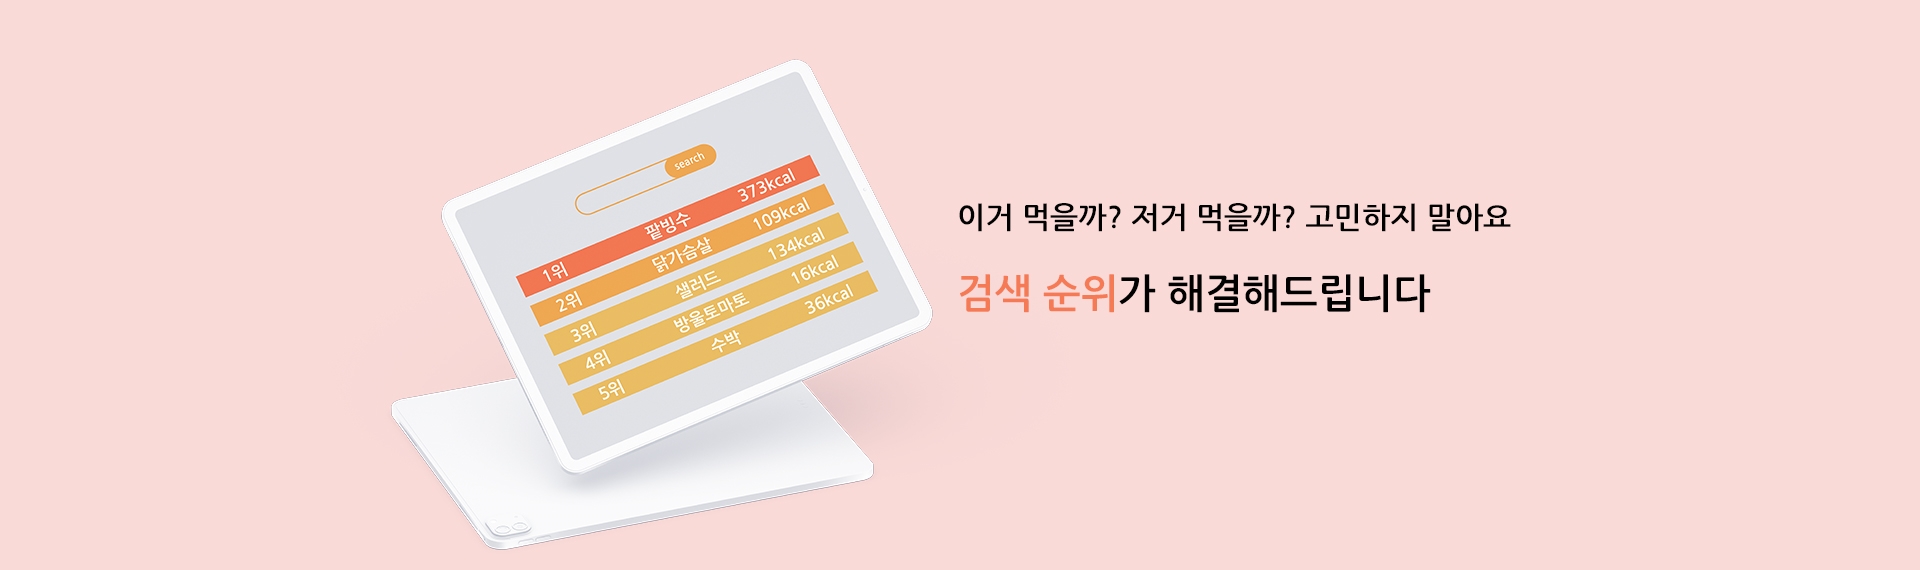 search
1위 팥빙수 373kcal
2위 닭가슴살 109kcal
3위 샐러드 134kcal
4위 방울토마토 16kcal
5위 수박 36kcal
이거 먹을까? 저거 먹을까? 고민하지 말아요
검색 순위가 해결해드립니다